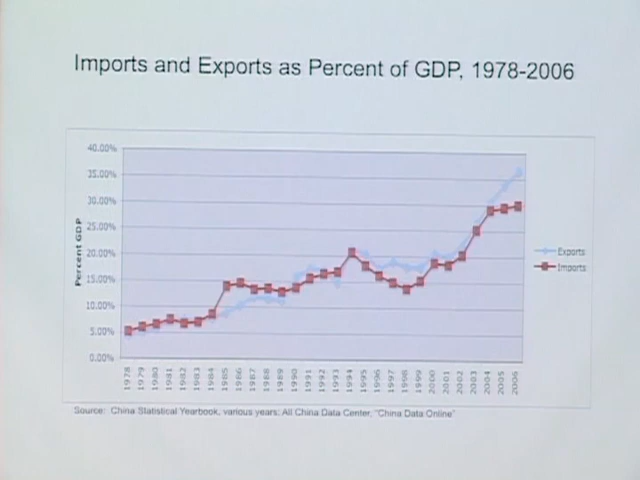 Imports and Exports as Percent of GDP, 1978-2006
40.00%
35.00%
30.00%
25.00%
20.00%
15.00%
10.00%
5.00%
0.00%
Percent GDP
1978 1979 1980 1981 1982 1983 1984 1985 1986 1987 1988 1989 1990 1991 1992 1993 1994 1995 1996 1997 1998 1999 2000 2001 2002 2003 2004 2005 2006
Exports
Imports
Source: China Statistical Yearbook, various years; All China Data Center, "China Data Online"